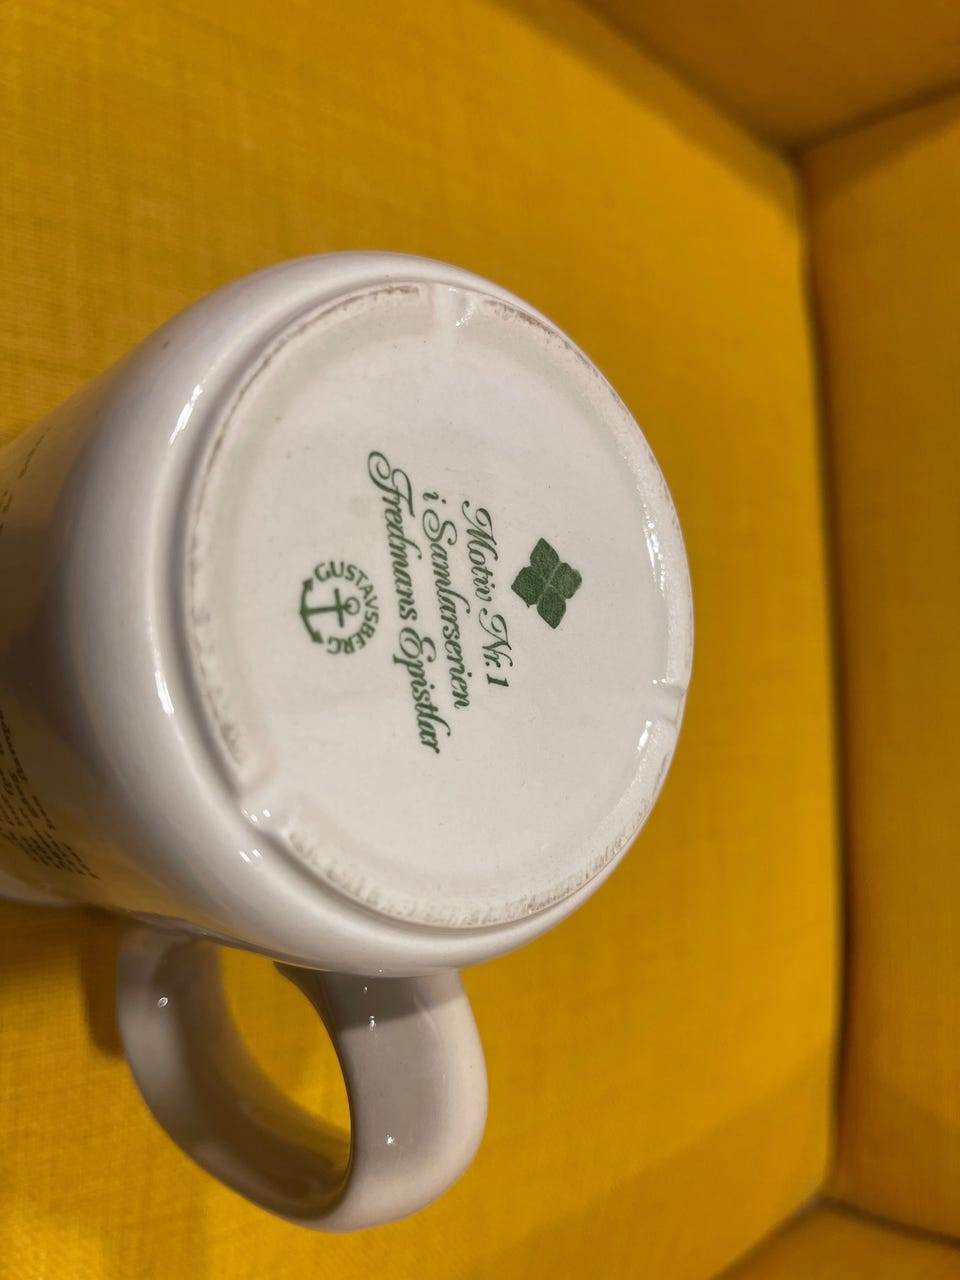 Motiv Nr. 1
i Samlarserien
Fredmans Epistlar
GUSTAVSBERG